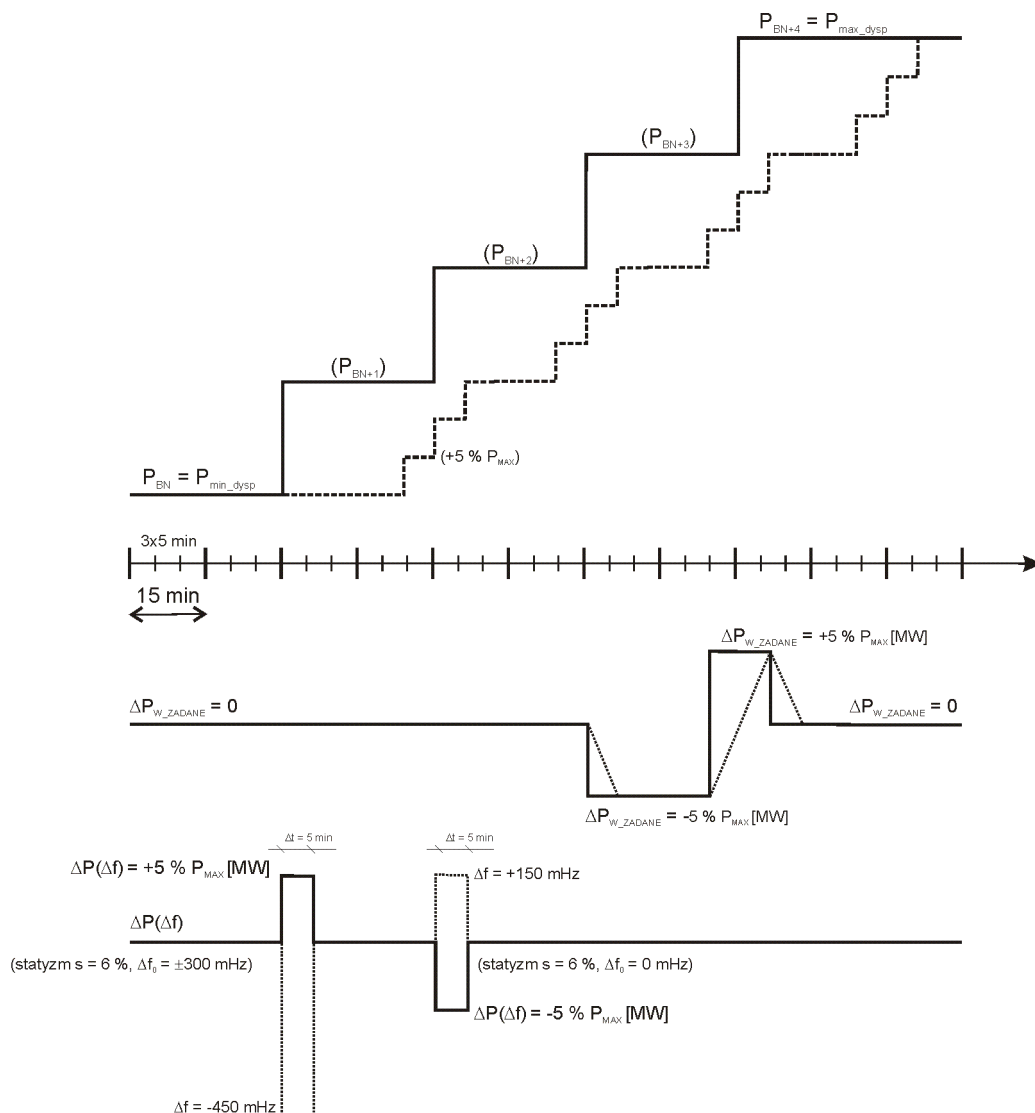 P_BN+4 = P_max_dysp
(P_BN+3)
(P_BN+2)
(P_BN+1)
(+5 % P_MAX)
P_BN = P_min_dysp
3x5 min
15 min
ΔP_W_ZADANE = +5 % P_MAX [MW]
ΔP_W_ZADANE = 0
ΔP_W_ZADANE = 0
ΔP_W_ZADANE = -5 % P_MAX [MW]
Δt = 5 min
Δt = 5 min
ΔP(Δf) = +5 % P_MAX [MW]
Δf = +150 mHz
ΔP(Δf)
(statyzm s = 6 %, Δf_0 = ±300 mHz)
(statyzm s = 6 %, Δf_0 = 0 mHz)
ΔP(Δf) = -5 % P_MAX [MW]
Δf = -450 mHz